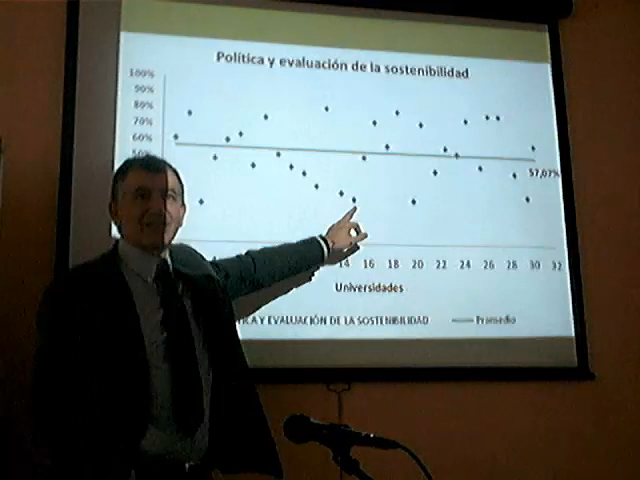 Política y evaluación de la sostenibilidad
100%
90%
80%
70%
60%
50%
57,07%
14 16 18 20 22 24 26 28 30 32
Universidades
ICA Y EVALUACIÓN DE LA SOSTENIBILIDAD Promedio